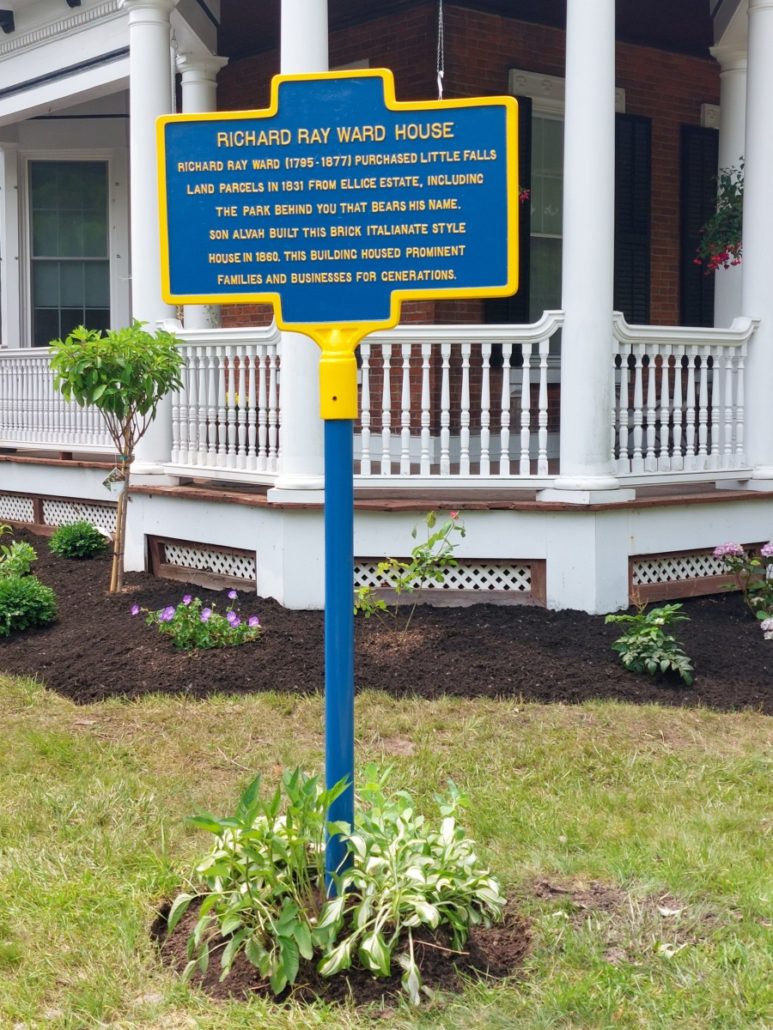 RICHARD RAY WARD HOUSE
RICHARD RAY WARD (1795-1877) PURCHASED LITTLE FALLS
LAND PARCELS IN 1831 FROM ELLICE ESTATE, INCLUDING
THE PARK BEHIND YOU THAT BEARS HIS NAME.
SON ALVAH BUILT THIS BRICK ITALIANATE STYLE
HOUSE IN 1860. THIS BUILDING HOUSED PROMINENT
FAMILIES AND BUSINESSES FOR GENERATIONS.